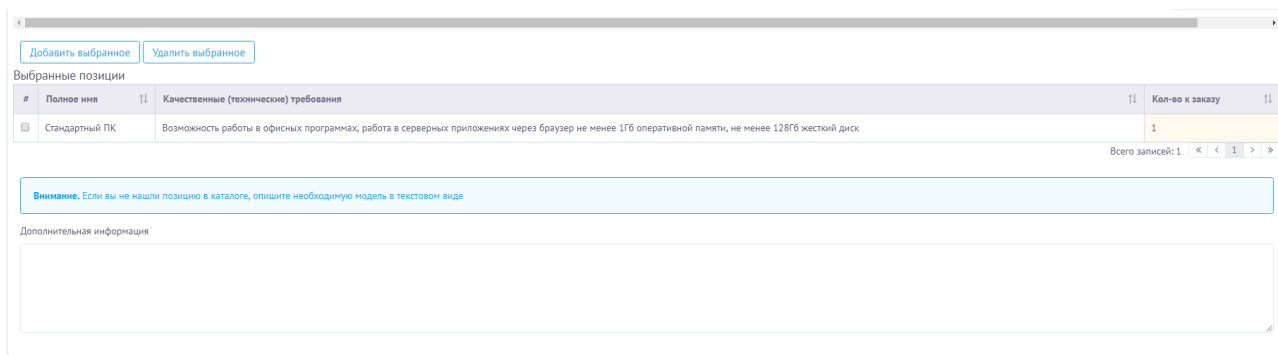 Добавить выбранное Удалить выбранное
Выбранные позиции
# Полное имя Качественные (технические) требования Кол-во к заказу
Стандартный ПК Возможность работы в офисных программах, работа в серверных приложениях через браузер не менее 1Гб оперативной памяти, не менее 128Гб жесткий диск 1
Всего записей: 1 « < 1 > »
Внимание. Если вы не нашли позицию в каталоге, опишите необходимую модель в текстовом виде
Дополнительная информация